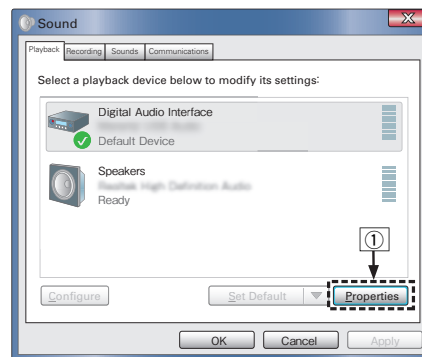 Sound
Playback Recording Sounds Communications
Select a playback device below to modify its settings:
Digital Audio Interface
Default Device
Speakers
Realtek High Definition Audio
Ready
①
Configure Set Default Properties
OK Cancel Apply